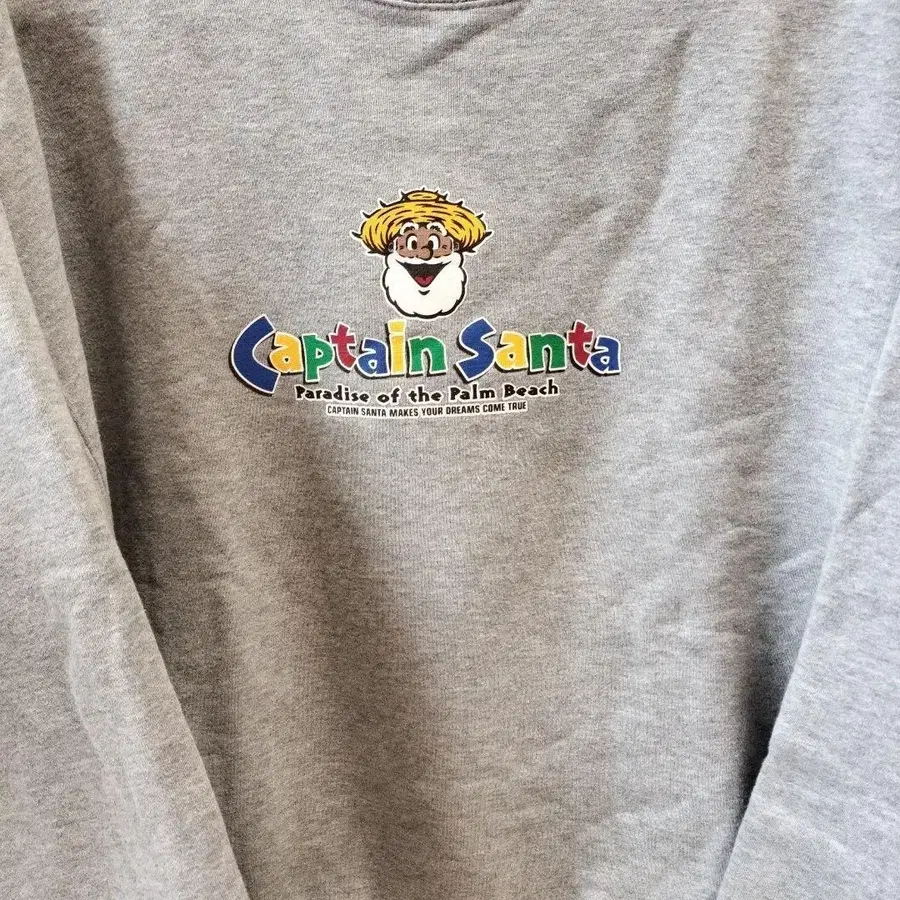 Captain Santa
Paradise of the Palm Beach
CAPTAIN SANTA MAKES YOUR DREAMS COME TRUE